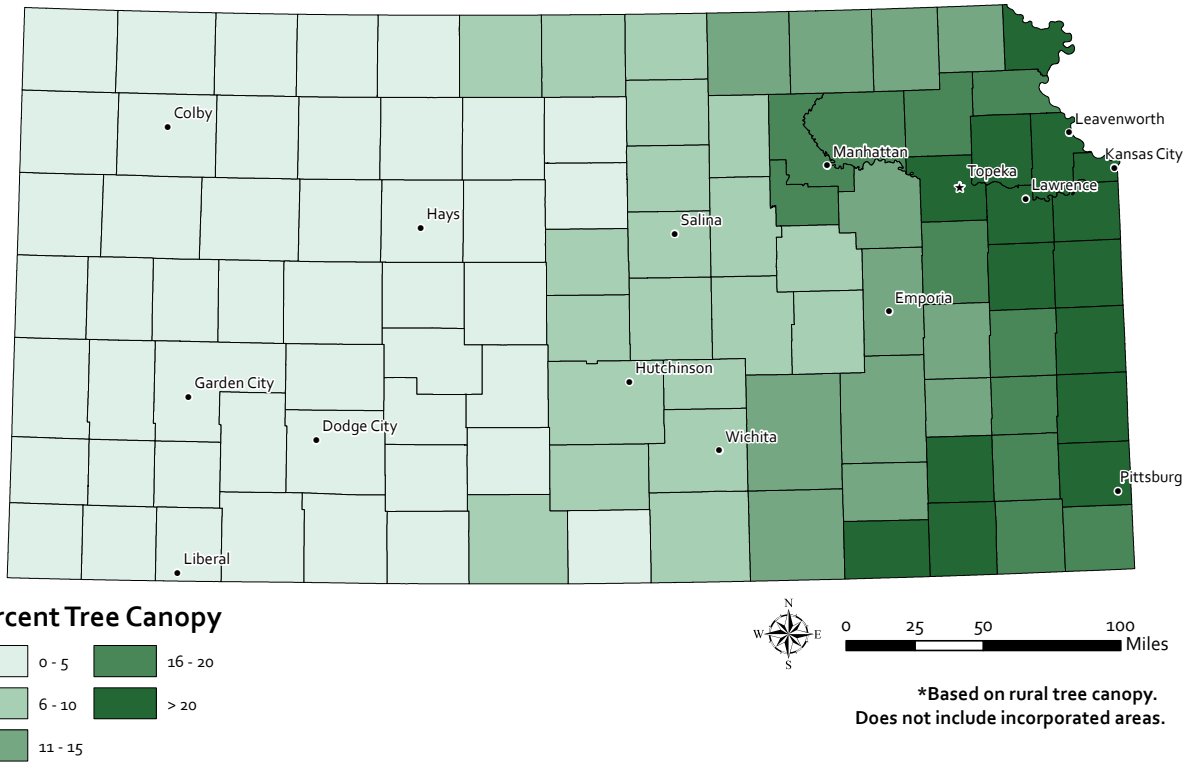 Leavenworth
Colby
Manhattan
Kansas City
Topeka
Lawrence
Hays
Salina
Emporia
Hutchinson
Garden City
Dodge City
Wichita
Pittsburg
Liberal
rcent Tree Canopy
0 - 5
16 - 20
6 - 10
> 20
11 - 15
N
W E
S
0 25 50 100
Miles
*Based on rural tree canopy.
Does not include incorporated areas.